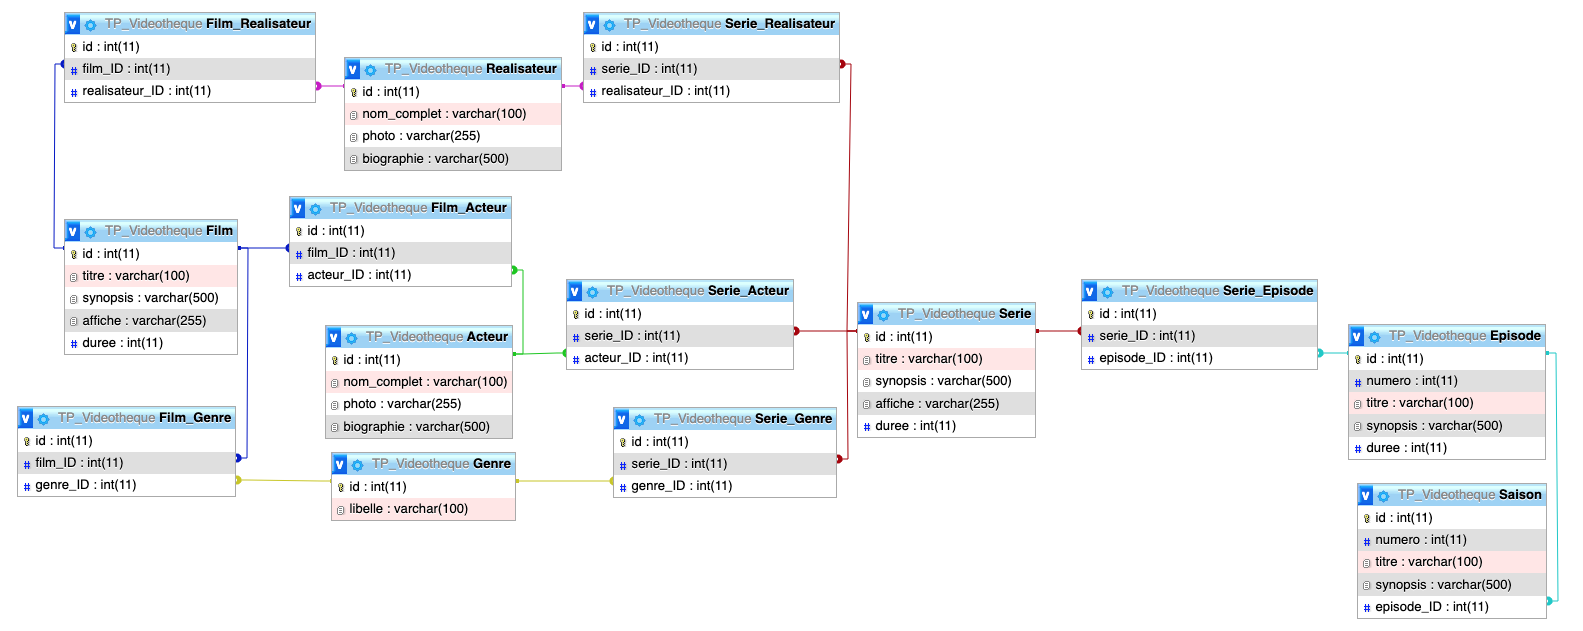 TP_Videotheque Film_Realisateur
id : int(11)
film_ID : int(11)
realisateur_ID : int(11)
TP_Videotheque Realisateur
id : int(11)
nom_complet : varchar(100)
photo : varchar(255)
biographie : varchar(500)
TP_Videotheque Serie_Realisateur
id : int(11)
serie_ID : int(11)
realisateur_ID : int(11)
TP_Videotheque Film
id : int(11)
titre : varchar(100)
synopsis : varchar(500)
affiche : varchar(255)
duree : int(11)
TP_Videotheque Film_Acteur
id : int(11)
film_ID : int(11)
acteur_ID : int(11)
TP_Videotheque Acteur
id : int(11)
nom_complet : varchar(100)
photo : varchar(255)
biographie : varchar(500)
TP_Videotheque Serie_Acteur
id : int(11)
serie_ID : int(11)
acteur_ID : int(11)
TP_Videotheque Serie
id : int(11)
titre : varchar(100)
synopsis : varchar(500)
affiche : varchar(255)
duree : int(11)
TP_Videotheque Serie_Episode
id : int(11)
serie_ID : int(11)
episode_ID : int(11)
TP_Videotheque Episode
id : int(11)
numero : int(11)
titre : varchar(100)
synopsis : varchar(500)
duree : int(11)
TP_Videotheque Film_Genre
id : int(11)
film_ID : int(11)
genre_ID : int(11)
TP_Videotheque Genre
id : int(11)
libelle : varchar(100)
TP_Videotheque Serie_Genre
id : int(11)
serie_ID : int(11)
genre_ID : int(11)
TP_Videotheque Saison
id : int(11)
numero : int(11)
titre : varchar(100)
synopsis : varchar(500)
episode_ID : int(11)